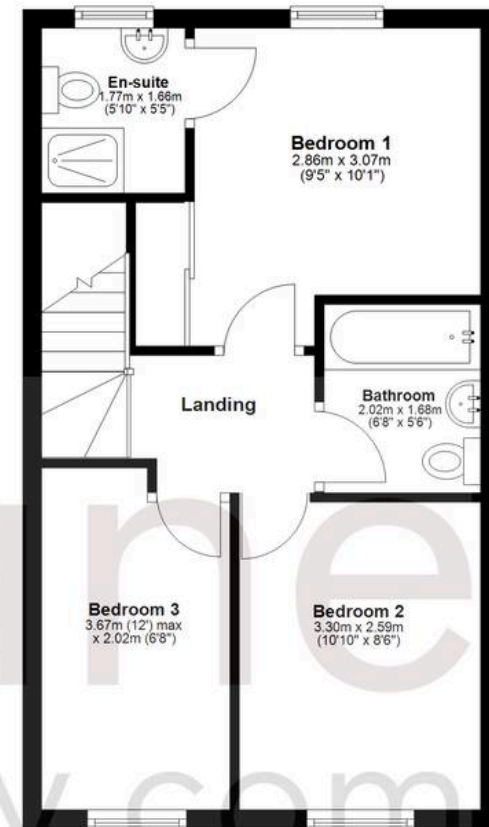 En-suite
1.77m x 1.66m
(5'10" x 5'5")
Bedroom 1
2.86m x 3.07m
(9'5" x 10'1")
Bathroom
2.02m x 1.68m
(6'8" x 5'6")
Landing
Bedroom 3
3.67m (12') max
x 2.02m (6'8")
Bedroom 2
3.30m x 2.59m
(10'10" x 8'6")
ne
y.com